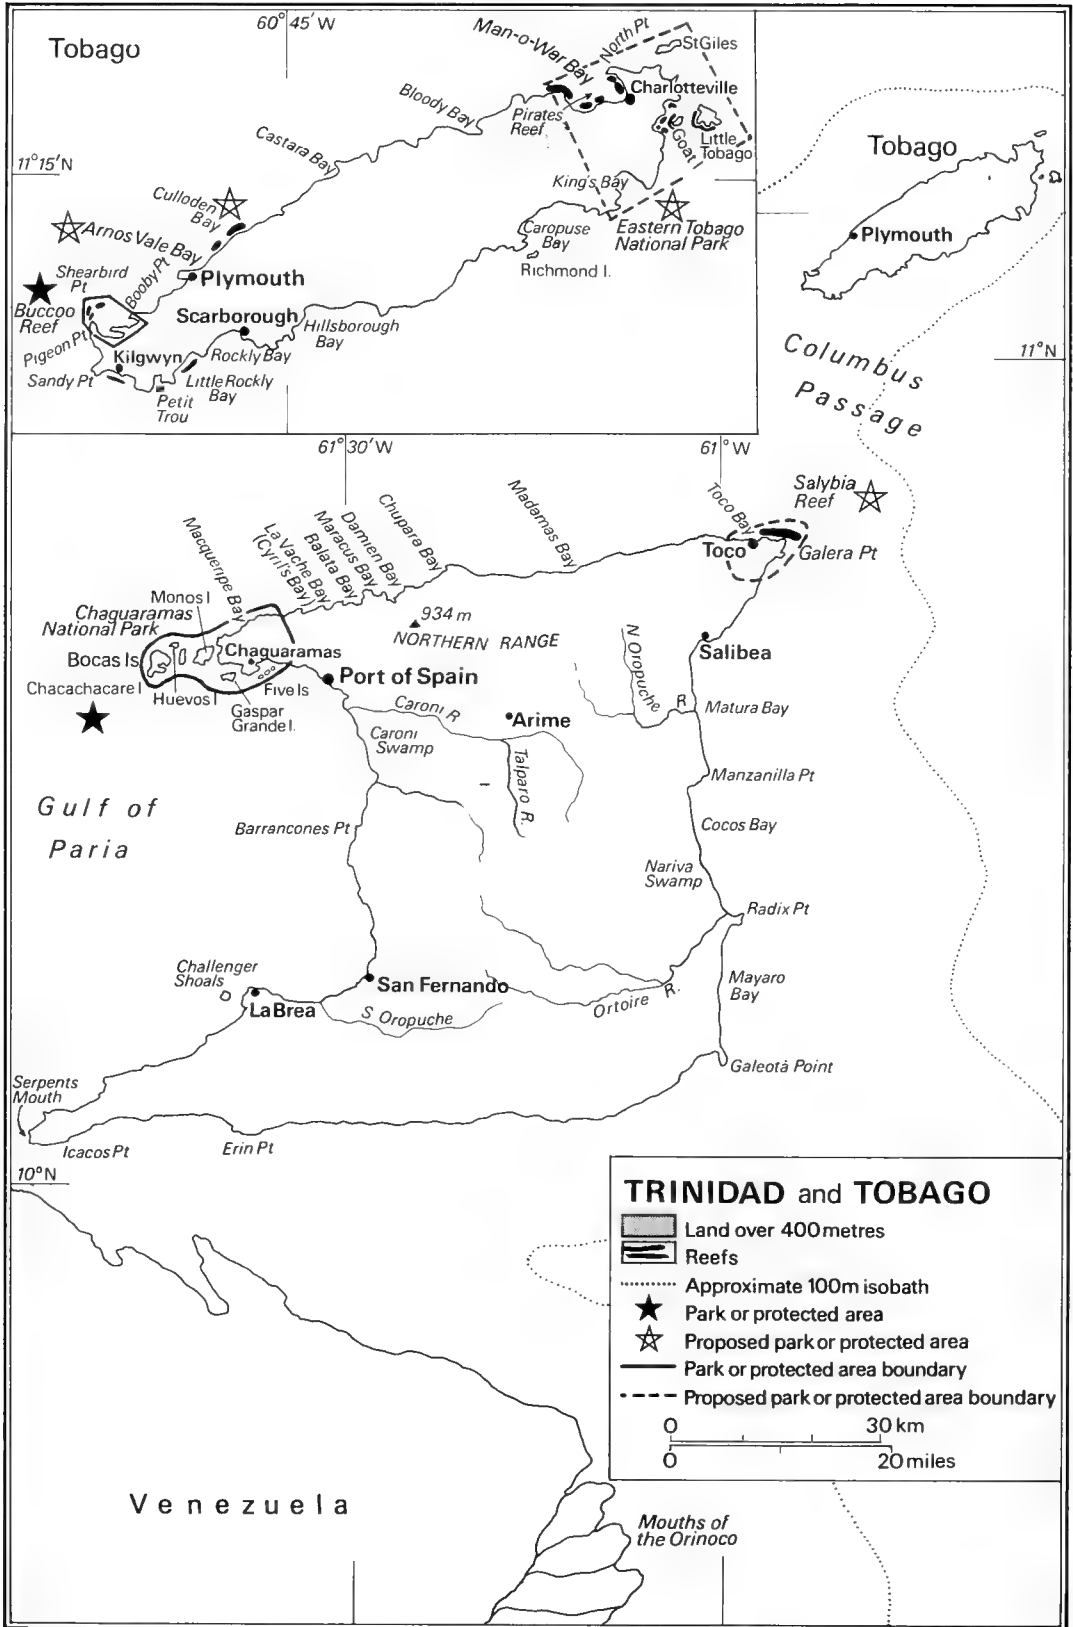 60°45′W
Tobago
Man-o-War Bay
North Pt
St Giles
Charlotteville
Pirates
Reef
Bloody Bay
Goat I
Little
Tobago
Castara Bay
11°15′N
King's Bay
Culloden
Bay
Eastern Tobago
National Park
Arnos Vale Bay
Caropuse
Bay
Richmond I.
Shearbird
Pt
Booby Pt
Plymouth
Buccoo
Reef
Scarborough
Hillsborough
Bay
Pigeon Pt
Kilgwyn
Rockly Bay
Sandy Pt
Little Rockly
Bay
Petit
Trou
Tobago
Plymouth
11°N
Columbus
Passage
61°30′W
61°W
Salybia
Reef
Toco Bay
Toco
Galera Pt
Madamas Bay
Chupara Bay
Damien Bay
Maracus Bay
Balata Bay
La Vache Bay
(Cyril's Bay)
Macqueripe Bay
Monos I
Chaguaramas
National Park
934 m
NORTHERN RANGE
Bocas Is
Chaguaramas
Salibea
N Oropuche
R
Chacachacare I
Huevos I
Five Is
Port of Spain
Gaspar
Grande I.
Caroni R
Arime
Matura Bay
Caroni
Swamp
Talparo R.
Manzanilla Pt
Gulf of
Paria
Barrancones Pt
Cocos Bay
Nariva
Swamp
Radix Pt
Challenger
Shoals
San Fernando
Mayaro
Bay
La Brea
S Oropuche
Ortoire R.
Galeotà Point
Serpents
Mouth
Icacos Pt
Erin Pt
10°N
TRINIDAD and TOBAGO
Land over 400 metres
Reefs
Approximate 100m isobath
Park or protected area
Proposed park or protected area
Park or protected area boundary
Proposed park or protected area boundary
0 30 km
0 20 miles
Venezuela
Mouths of
the Orinoco